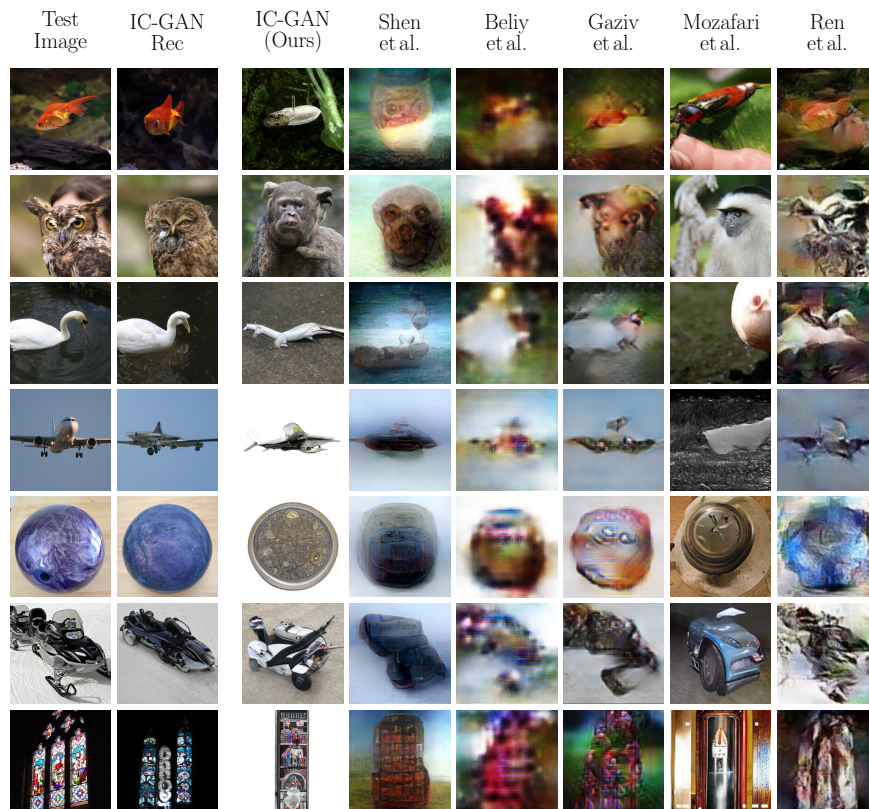 Test Image
IC-GAN Rec
IC-GAN (Ours)
Shen et al.
Beliy et al.
Gaziv et al.
Mozafari et al.
Ren et al.